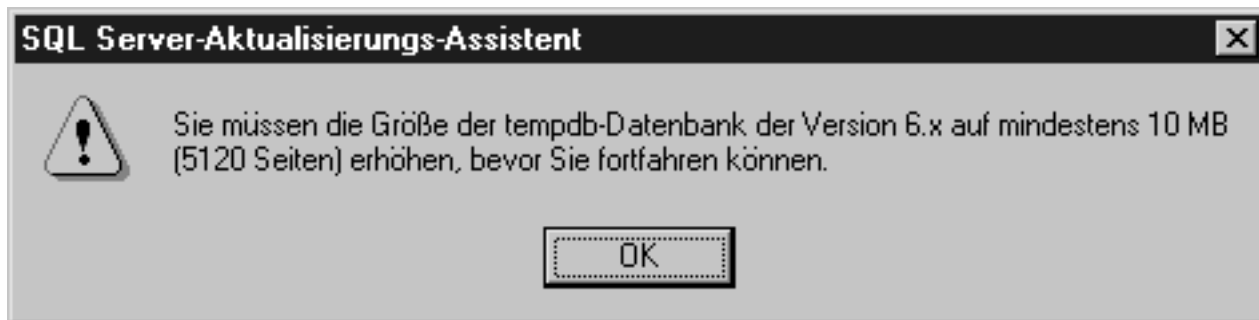 SQL Server-Aktualisierungs-Assistent
Sie müssen die Größe der tempdb-Datenbank der Version 6.x auf mindestens 10 MB
(5120 Seiten) erhöhen, bevor Sie fortfahren können.
OK